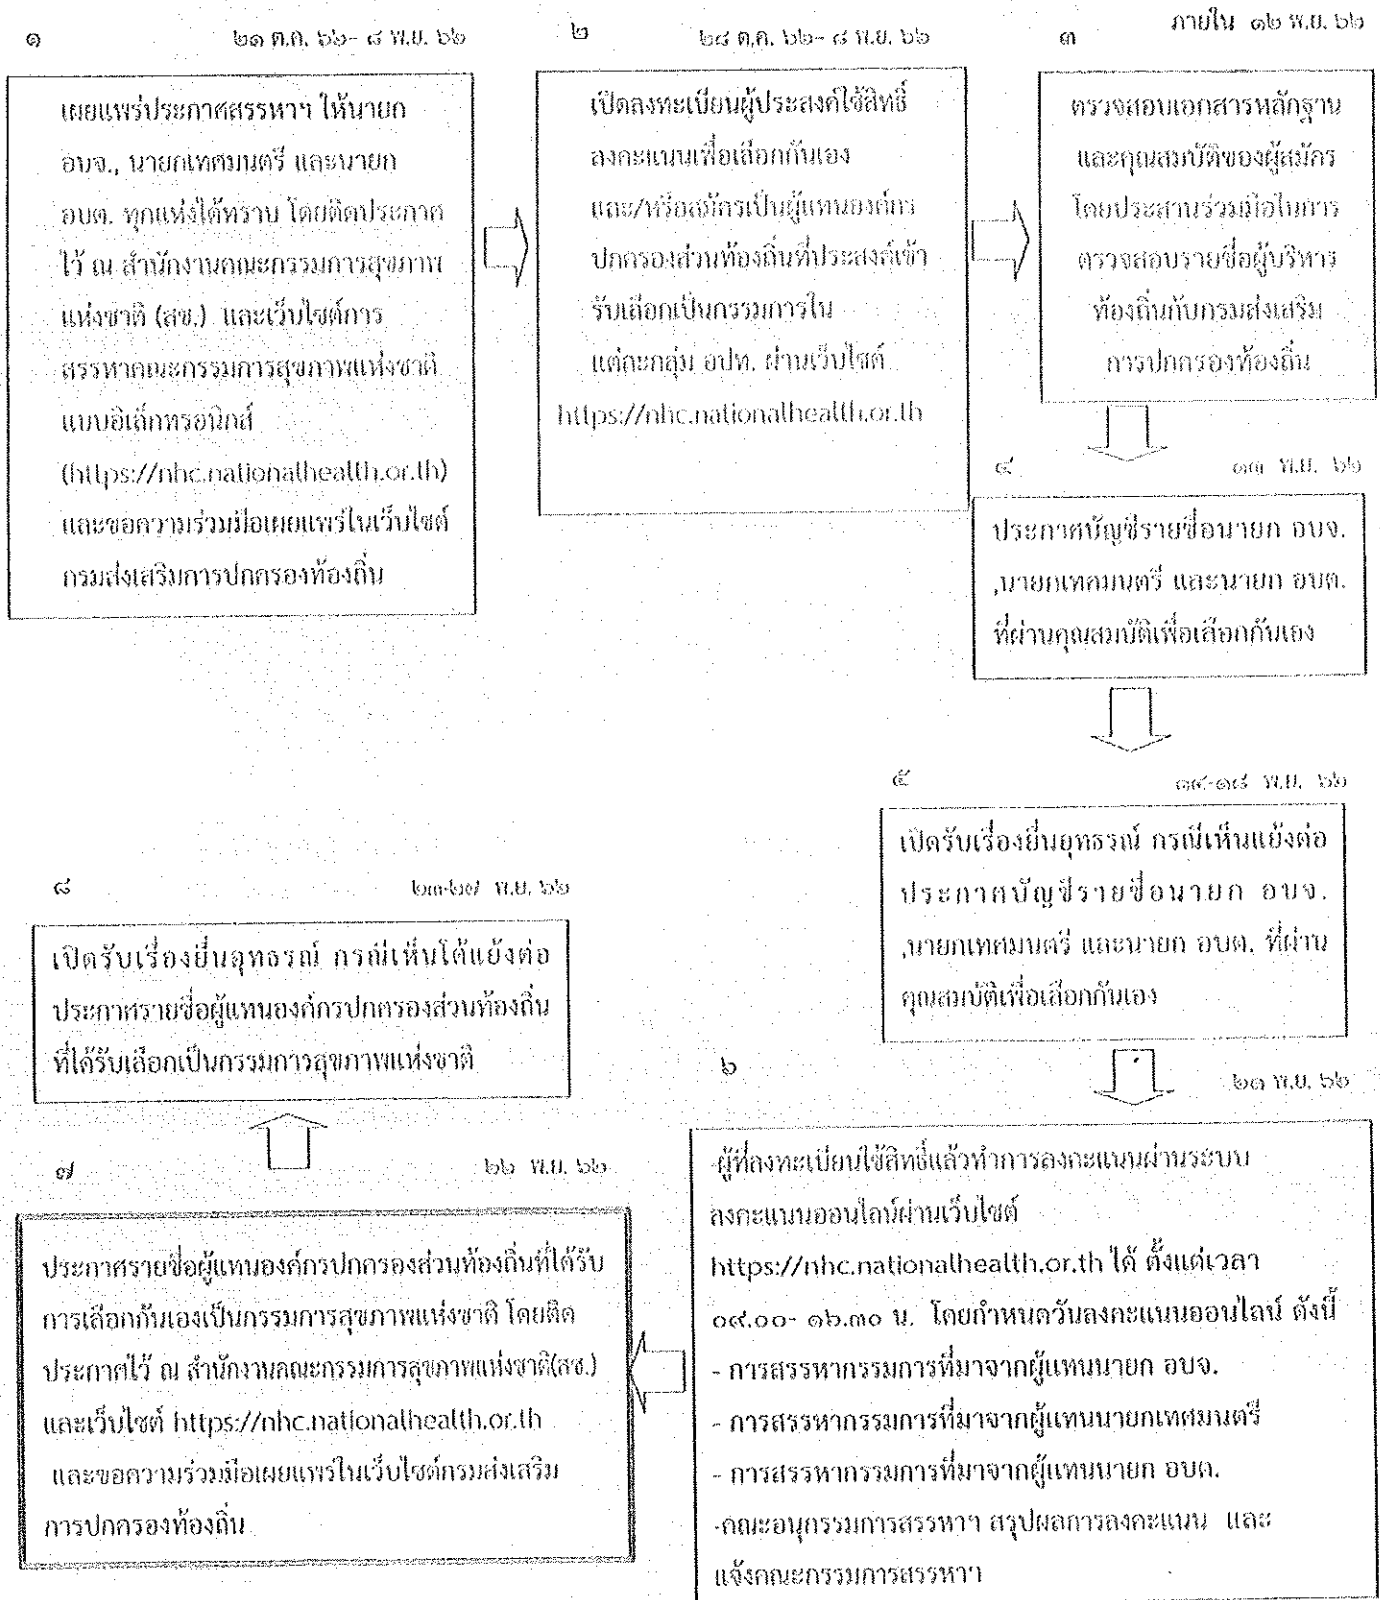 ๑
๒๑ ต.ค. ๖๒- ๘ พ.ย. ๖๒
เผยแพร่ประกาศสรรหาฯ ให้นายก
อบจ., นายกเทศมนตรี และนายก
อบต. ทุกแห่งได้ทราบ โดยติดประกาศ
ไว้ ณ สำนักงานคณะกรรมการสุขภาพ
แห่งชาติ (สช.) และเว็บไซต์การ
สรรหาคณะกรรมการสุขภาพแห่งชาติ
แบบอิเล็กทรอนิกส์
(https://nhc.nationalhealth.or.th)
และขอความร่วมมือเผยแพร่ในเว็บไซต์
กรมส่งเสริมการปกครองท้องถิ่น
๒
๒๘ ต.ค. ๖๒- ๘ พ.ย. ๖๒
เปิดลงทะเบียนผู้ประสงค์ใช้สิทธิ์
ลงคะแนนเพื่อเลือกกันเอง
และ/หรือสมัครเป็นผู้แทนองค์กร
ปกครองส่วนท้องถิ่นที่ประสงค์เข้า
รับเลือกเป็นกรรมการใน
แต่ละกลุ่ม อปท. ผ่านเว็บไซต์
https://nhc.nationalhealth.or.th
๓
ภายใน ๑๒ พ.ย. ๖๒
ตรวจสอบเอกสารหลักฐาน
และคุณสมบัติของผู้สมัคร
โดยประสานร่วมมือในการ
ตรวจสอบรายชื่อผู้บริหาร
ท้องถิ่นกับกรมส่งเสริม
การปกครองท้องถิ่น
๔
๑๓ พ.ย. ๖๒
ประกาศบัญชีรายชื่อนายก อบจ.
,นายกเทศมนตรี และนายก อบต.
ที่ผ่านคุณสมบัติเพื่อเลือกกันเอง
๕
๑๔-๑๘ พ.ย. ๖๒
เปิดรับเรื่องยื่นอุทธรณ์ กรณีเห็นแย้งต่อ
ประกาศบัญชีรายชื่อนายก อบจ.
,นายกเทศมนตรี และนายก อบต. ที่ผ่าน
คุณสมบัติเพื่อเลือกกันเอง
๖
๒๑ พ.ย. ๖๒
-ผู้ที่ลงทะเบียนใช้สิทธิ์แล้วทำการลงคะแนนผ่านระบบ
ลงคะแนนออนไลน์ผ่านเว็บไซต์
https://nhc.nationalhealth.or.th ได้ ตั้งแต่เวลา
๐๙.๐๐- ๑๖.๓๐ น. โดยกำหนดวันลงคะแนนออนไลน์ ดังนี้
- การสรรหากรรมการที่มาจากผู้แทนนายก อบจ.
- การสรรหากรรมการที่มาจากผู้แทนนายกเทศมนตรี
- การสรรหากรรมการที่มาจากผู้แทนนายก อบต.
-คณะอนุกรรมการสรรหาฯ สรุปผลการลงคะแนน และ
แจ้งคณะกรรมการสรรหาฯ
๗
๒๒ พ.ย. ๖๒
ประกาศรายชื่อผู้แทนองค์กรปกครองส่วนท้องถิ่นที่ได้รับ
การเลือกกันเองเป็นกรรมการสุขภาพแห่งชาติ โดยติด
ประกาศไว้ ณ สำนักงานคณะกรรมการสุขภาพแห่งชาติ(สช.)
และเว็บไซต์ https://nhc.nationalhealth.or.th
และขอความร่วมมือเผยแพร่ในเว็บไซต์กรมส่งเสริม
การปกครองท้องถิ่น
๘
๒๓-๒๗ พ.ย. ๖๒
เปิดรับเรื่องยื่นอุทธรณ์ กรณีเห็นโต้แย้งต่อ
ประกาศรายชื่อผู้แทนองค์กรปกครองส่วนท้องถิ่น
ที่ได้รับเลือกเป็นกรรมการสุขภาพแห่งชาติ